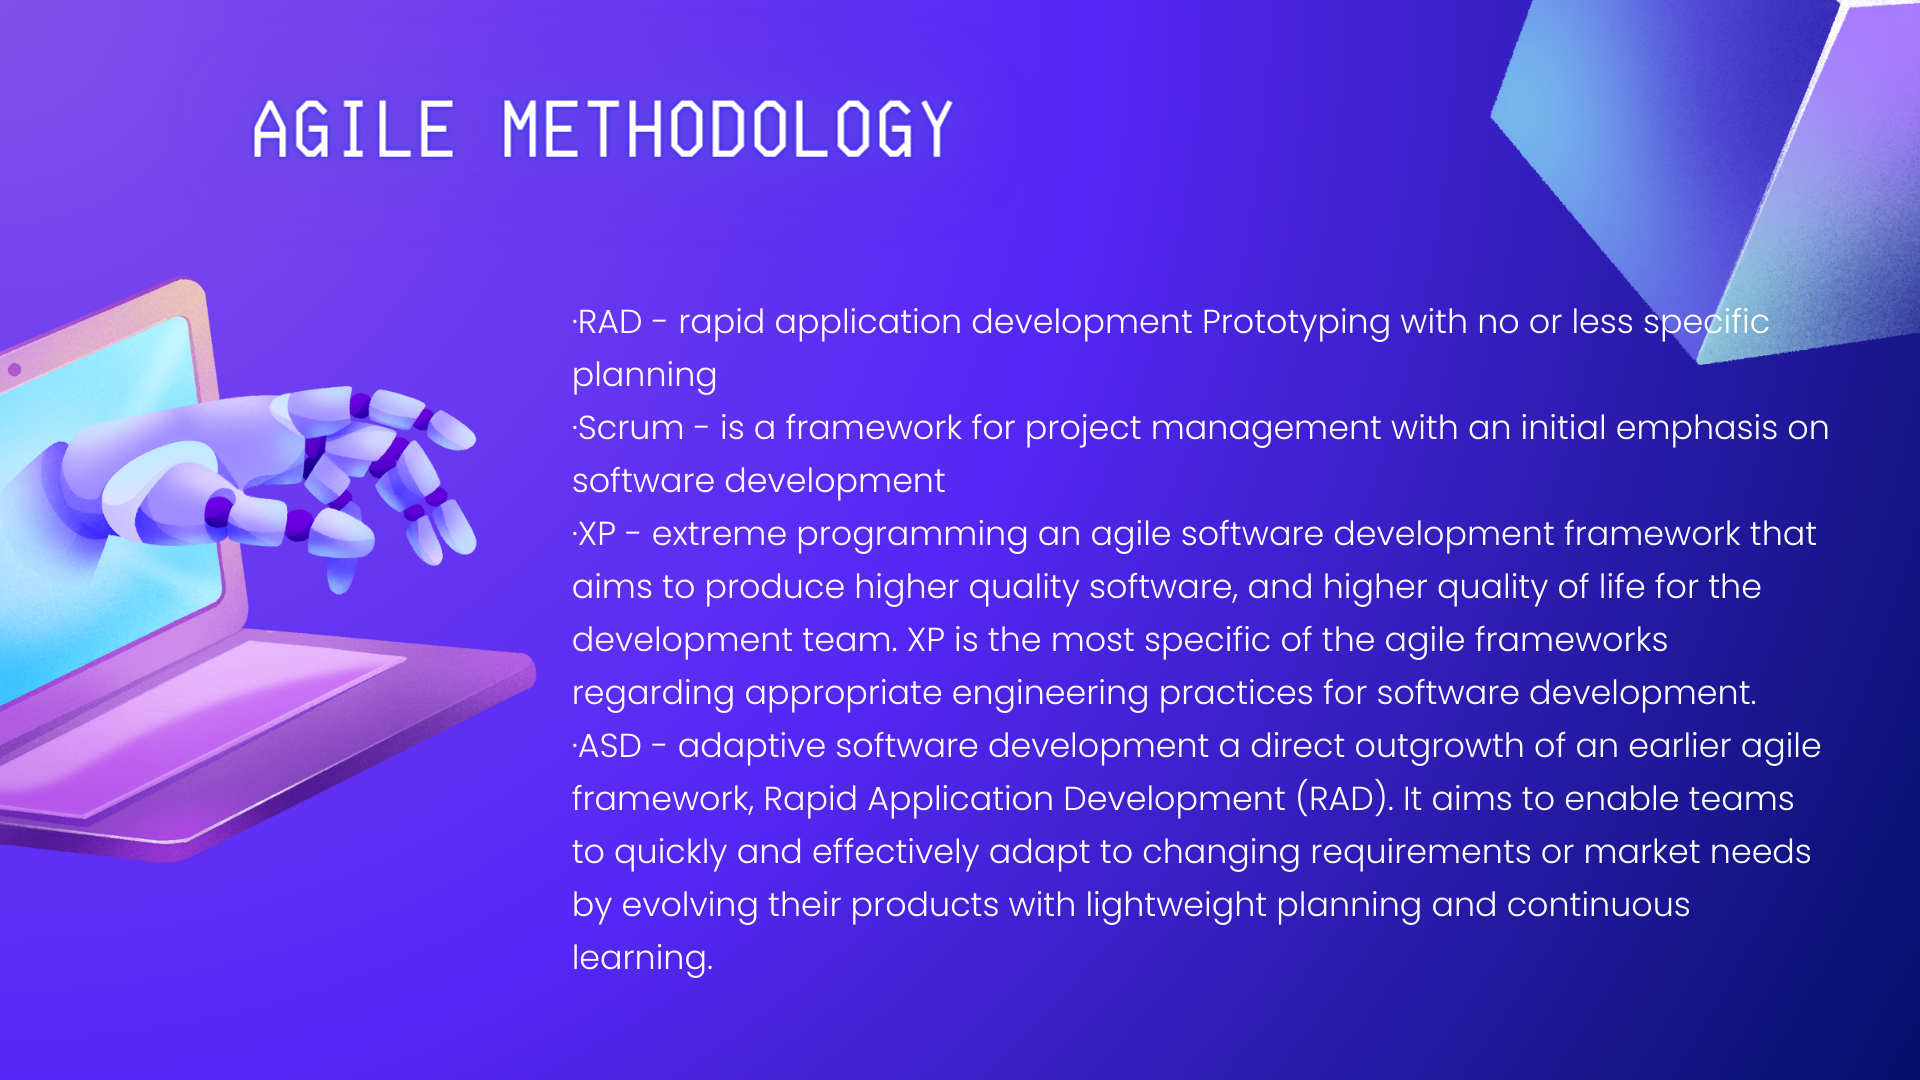 AGILE METHODOLOGY
·RAD - rapid application development Prototyping with no or less specific
planning
·Scrum - is a framework for project management with an initial emphasis on
software development
·XP - extreme programming an agile software development framework that
aims to produce higher quality software, and higher quality of life for the
development team. XP is the most specific of the agile frameworks
regarding appropriate engineering practices for software development.
·ASD - adaptive software development a direct outgrowth of an earlier agile
framework, Rapid Application Development (RAD). It aims to enable teams
to quickly and effectively adapt to changing requirements or market needs
by evolving their products with lightweight planning and continuous
learning.